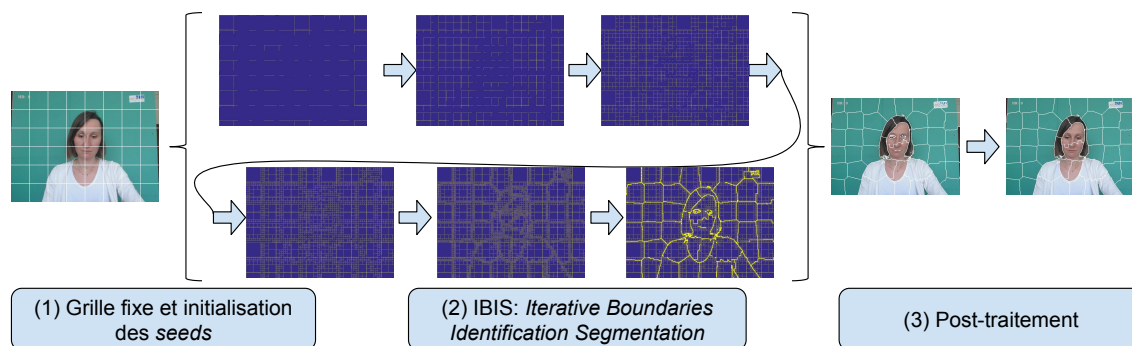 (1) Grille fixe et initialisation
des seeds
(2) IBIS: Iterative Boundaries
Identification Segmentation
(3) Post-traitement